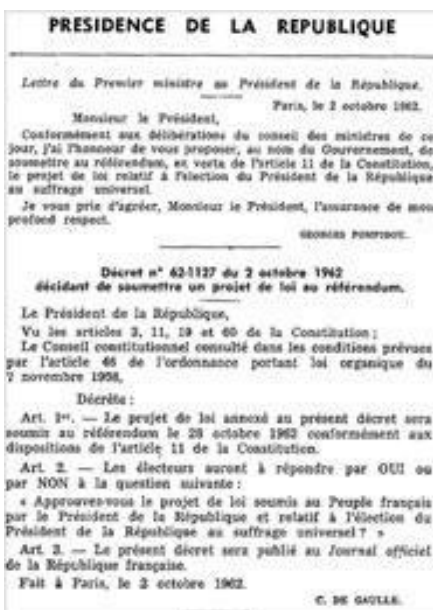 PRESIDENCE DE LA REPUBLIQUE
Lettre du Premier ministre au Président de la République.
Paris, le 2 octobre 1962.
Monsieur le Président,
Conformément aux délibérations du conseil des ministres de ce
jour, j'ai l'honneur de vous proposer, au nom du Gouvernement, de
soumettre au référendum, en vertu de l'article 11 de la Constitution,
le projet de loi relatif à l'élection du Président de la République
au suffrage universel.
Je vous prie d'agréer, Monsieur le Président, l'assurance de mon
profond respect.
GEORGES POMPIDOU.
Décret n° 62-1127 du 2 octobre 1962
décidant de soumettre un projet de loi au référendum.
Le Président de la République,
Vu les articles 3, 11, 19 et 60 de la Constitution ;
Le Conseil constitutionnel consulté dans les conditions prévues
par l'article 46 de l'ordonnance portant loi organique du
7 novembre 1958,
Décrète :
Art. 1er. — Le projet de loi annexé au présent décret sera
soumis au référendum le 28 octobre 1962 conformément aux
dispositions de l'article 11 de la Constitution.
Art. 2. — Les électeurs auront à répondre par OUI ou
par NON à la question suivante :
« Approuvez-vous le projet de loi soumis au Peuple français
par le Président de la République et relatif à l'élection du
Président de la République au suffrage universel ? »
Art. 3. — Le présent décret sera publié au Journal officiel
de la République française.
Fait à Paris, le 2 octobre 1962.
C. DE GAULLE.